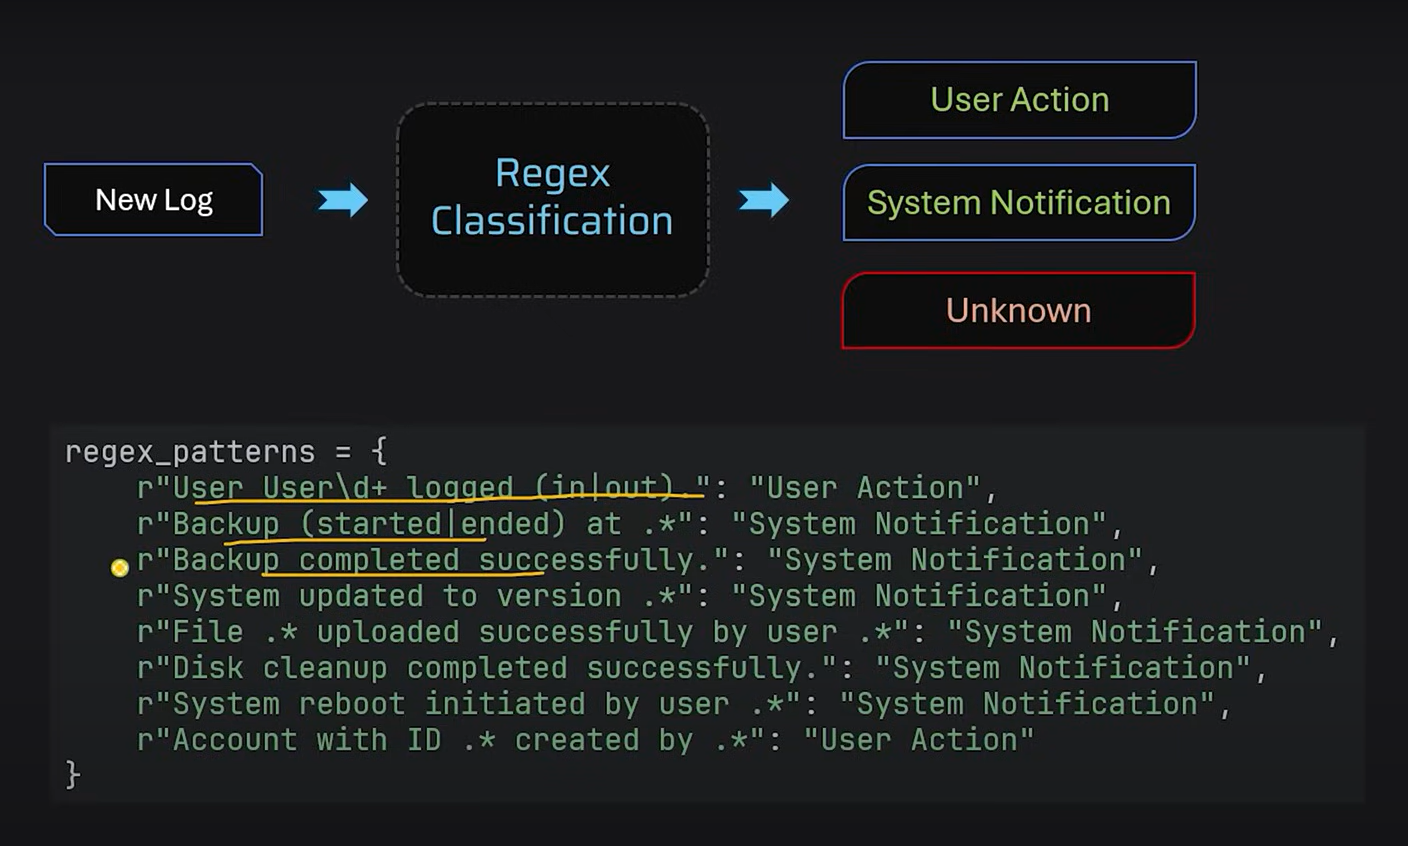 New Log
Regex
Classification
User Action
System Notification
Unknown
regex_patterns = {
    r"User User\d+ logged (in|out).": "User Action",
    r"Backup (started|ended) at .*": "System Notification",
    r"Backup completed successfully.": "System Notification",
    r"System updated to version .*": "System Notification",
    r"File .* uploaded successfully by user .*": "System Notification",
    r"Disk cleanup completed successfully.": "System Notification",
    r"System reboot initiated by user .*": "System Notification",
    r"Account with ID .* created by .*": "User Action"
}